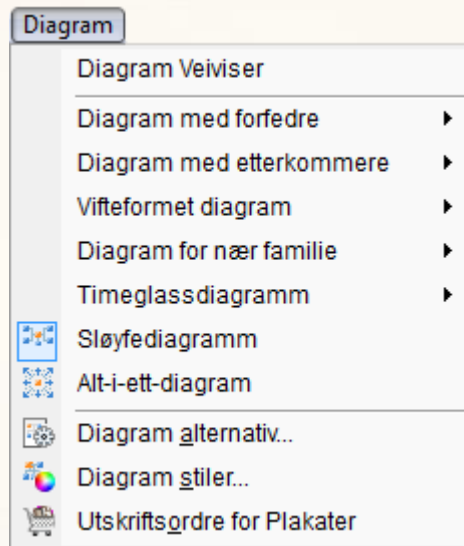 Diagram
Diagram Veiviser
Diagram med forfedre
Diagram med etterkommere
Vifteformet diagram
Diagram for nær familie
Timeglassdiagramm
Sløyfediagramm
Alt-i-ett-diagram
Diagram alternativ...
Diagram stiler...
Utskriftsordre for Plakater